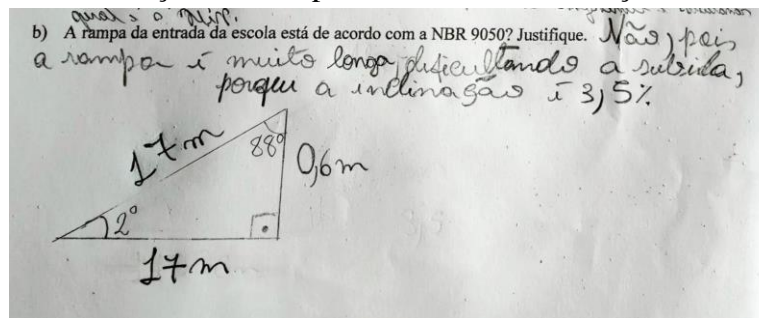 geral, o
b) A rampa da entrada da escola está de acordo com a NBR 9050? Justifique. Não, pois
a rampa é muito longa, dificultando a subida,
porque a inclinação é 3,5%
17m
88°
0,6m
2°
17m